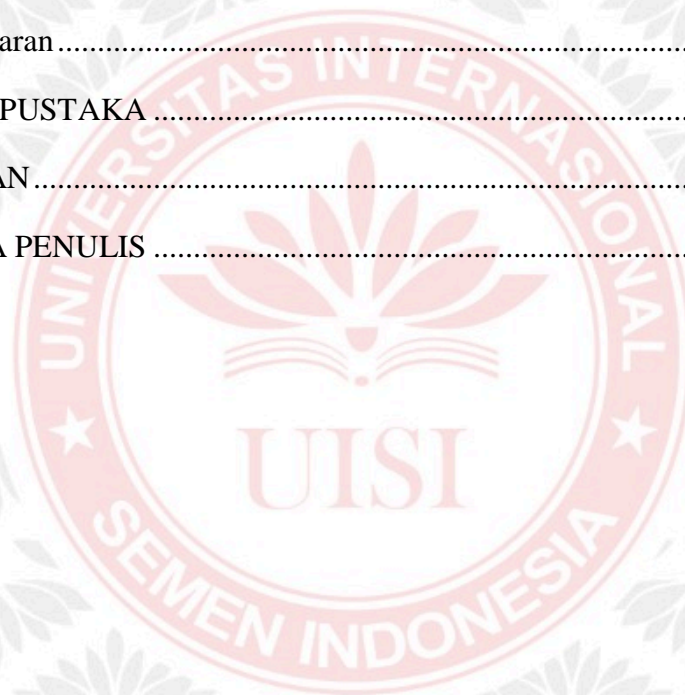 aran....................................................................................
PUSTAKA ....................................................................................
AN....................................................................................
A PENULIS ....................................................................................
UNIVERSITAS INTERNASIONAL
UISI
SEMEN INDONESIA